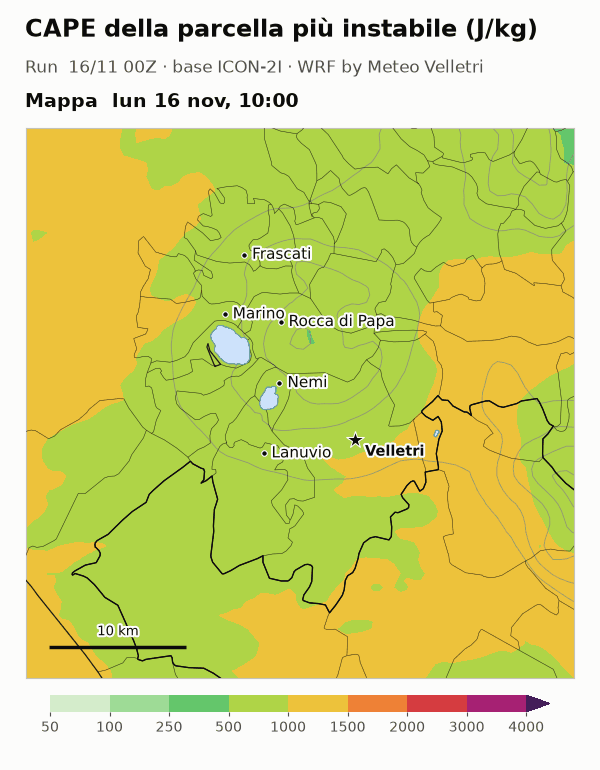 CAPE della parcella più instabile (J/kg)
Run  16/11 00Z · base ICON-2I · WRF by Meteo Velletri
Mappa  lun 16 nov, 10:00
Frascati
Marino
Rocca di Papa
Nemi
Velletri
Lanuvio
10 km
50 100 250 500 1000 1500 2000 3000 4000